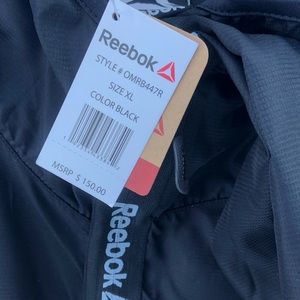 Reebok
STYLE # OMRB447R
SIZE XL
COLOR BLACK
MSRP $ 150.00
Reebok